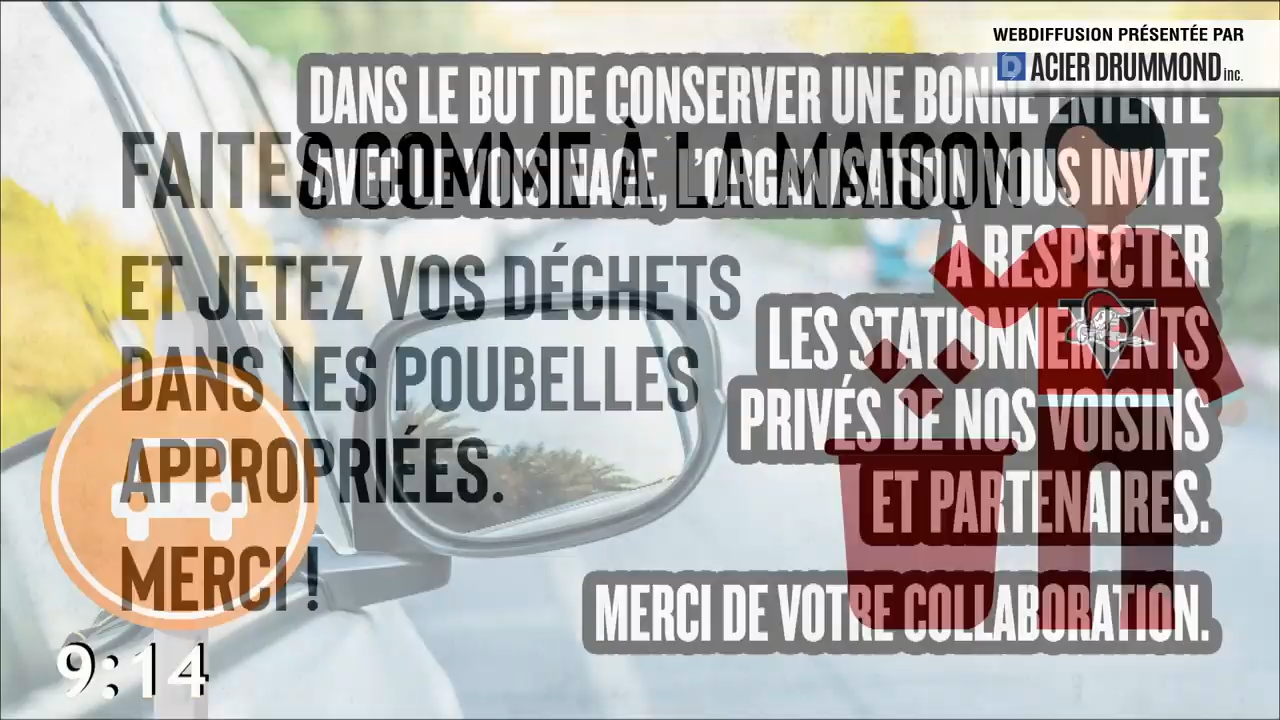 WEBDIFFUSION PRÉSENTÉE PAR
ACIER DRUMMOND inc.
DANS LE BUT DE CONSERVER UNE BONNE ENTENTE
AVEC LE VOISINAGE, L'ORGANISATION VOUS INVITE
À RESPECTER
LES STATIONNEMENTS
PRIVÉS DE NOS VOISINS
ET PARTENAIRES.
MERCI DE VOTRE COLLABORATION.
FAITES COMME À LA MAISON
ET JETEZ VOS DÉCHETS
DANS LES POUBELLES
APPROPRIÉES.
MERCI !
9:14